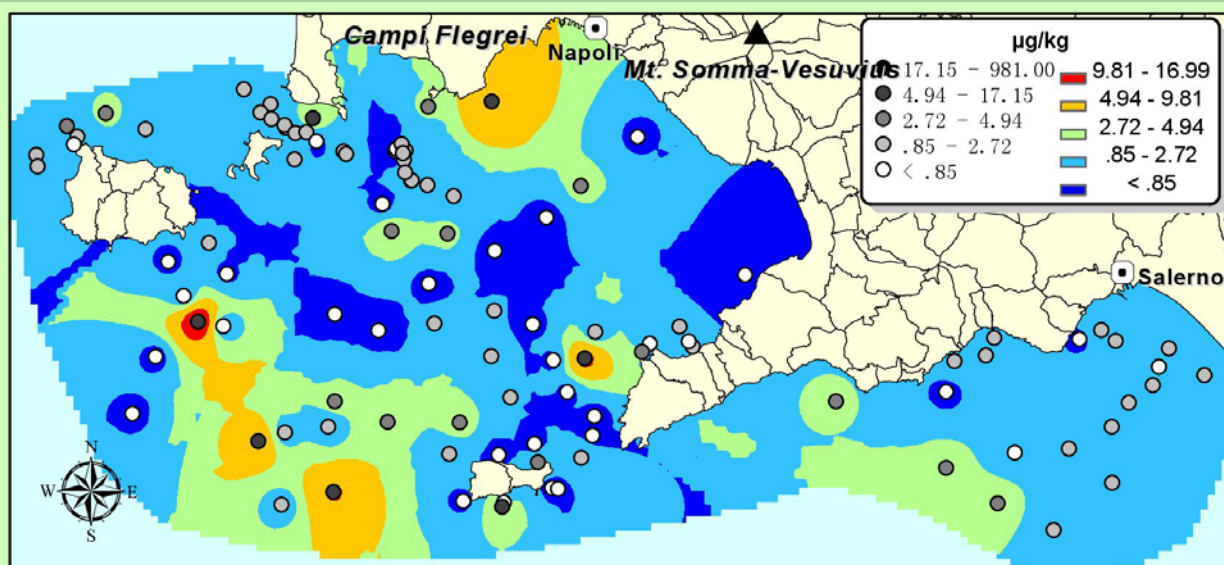 Campi Flegrei
Napoli
Mt. Somma-Vesuvius
µg/kg
17.15 - 981.00
4.94 - 17.15
2.72 - 4.94
.85 - 2.72
< .85
9.81 - 16.99
4.94 - 9.81
2.72 - 4.94
.85 - 2.72
< .85
Salerno
N
W
E
S